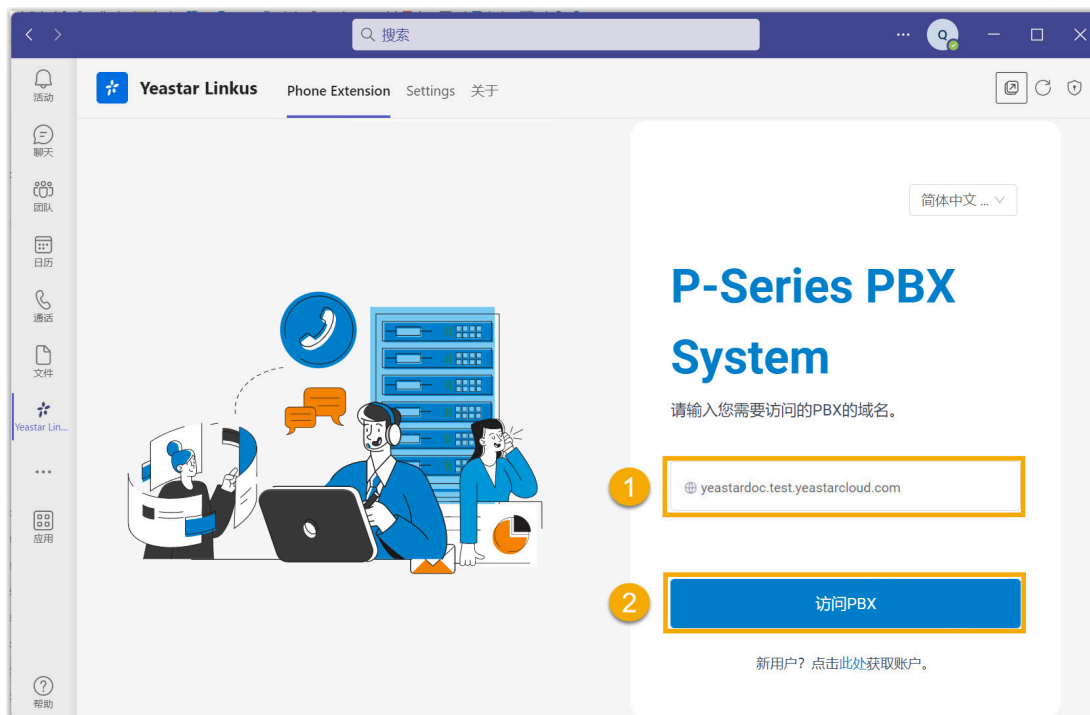 搜索
Q
活动
聊天
团队
日历
通话
文件
Yeastar Lin...
应用
帮助
Yeastar Linkus
Phone Extension
Settings
关于
简体中文 ...
P-Series PBX
System
请输入您需要访问的PBX的域名。
1
yeastardoc.test.yeastarcloud.com
2
访问PBX
新用户？点击此处获取账户。